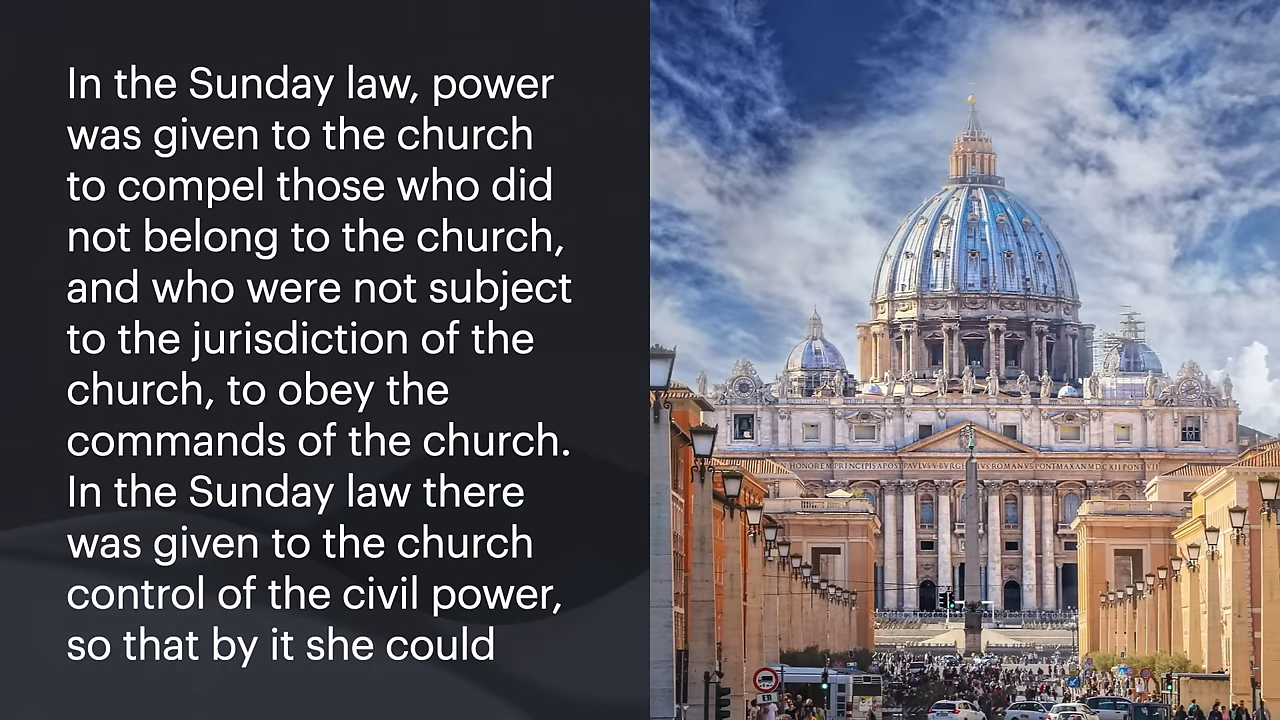 In the Sunday law, power
was given to the church
to compel those who did
not belong to the church,
and who were not subject
to the jurisdiction of the
church, to obey the
commands of the church.
In the Sunday law there
was given to the church
control of the civil power,
so that by it she could